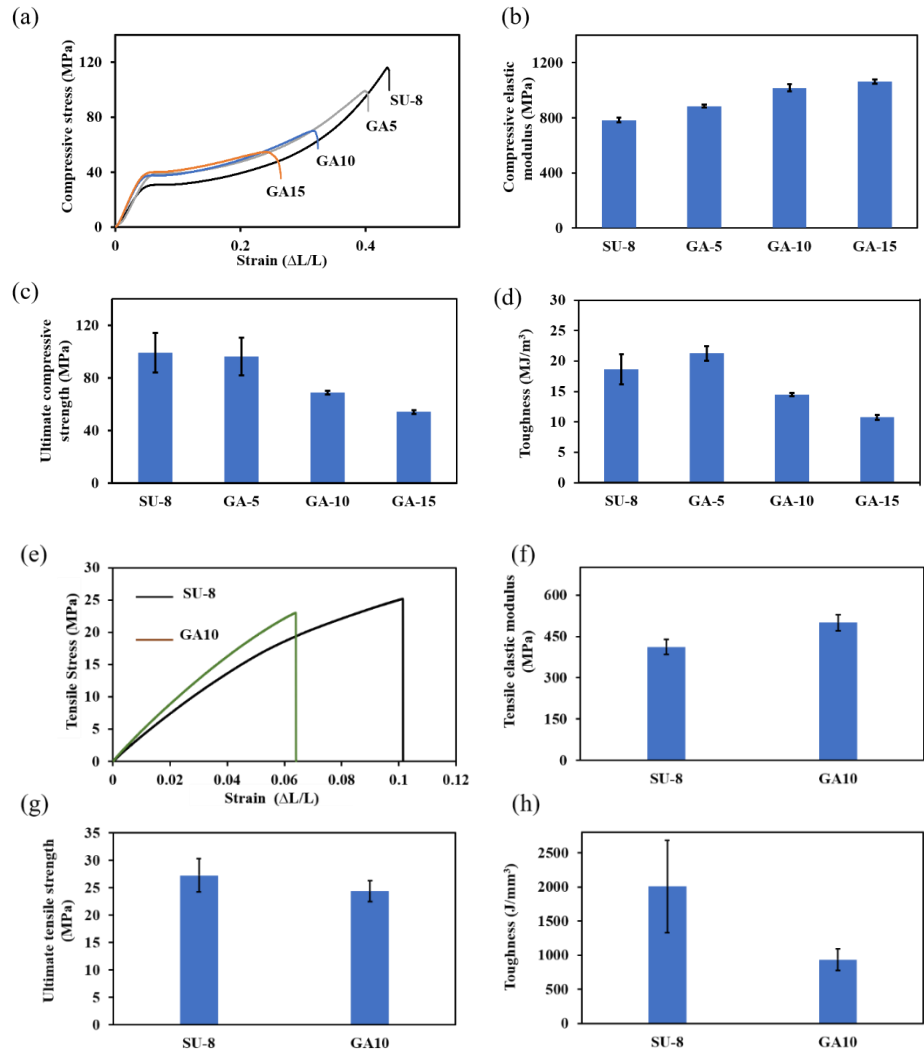 (a)
Compressive stress (MPa)
160
120
80
40
0
0
0.2
0.4
Strain (ΔL/L)
SU-8
GA5
GA10
GA15
(b)
Compressive elastic
modulus (MPa)
1200
800
400
0
SU-8
GA-5
GA-10
GA-15
(c)
Ultimate compressive
strength (MPa)
120
80
40
0
SU-8
GA-5
GA-10
GA-15
(d)
Toughness (MJ/m³)
30
25
20
15
10
5
0
SU-8
GA-5
GA-10
GA-15
(e)
Tensile Stress (MPa)
30
25
20
15
10
5
0
0
0.02
0.04
0.06
0.08
0.1
0.12
Strain (ΔL/L)
SU-8
GA10
(f)
Tensile elastic modulus
(MPa)
600
450
300
150
0
SU-8
GA10
(g)
Ultimate tensile strength
(MPa)
35
30
25
20
15
10
5
0
SU-8
GA10
(h)
Toughness (J/mm³)
2500
2000
1500
1000
500
0
SU-8
GA10